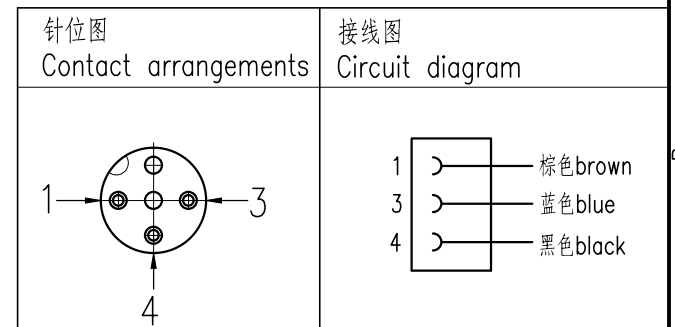 针位图
Contact arrangements
接线图
Circuit diagram
1
3
4
1 棕色brown
3 蓝色blue
4 黑色black